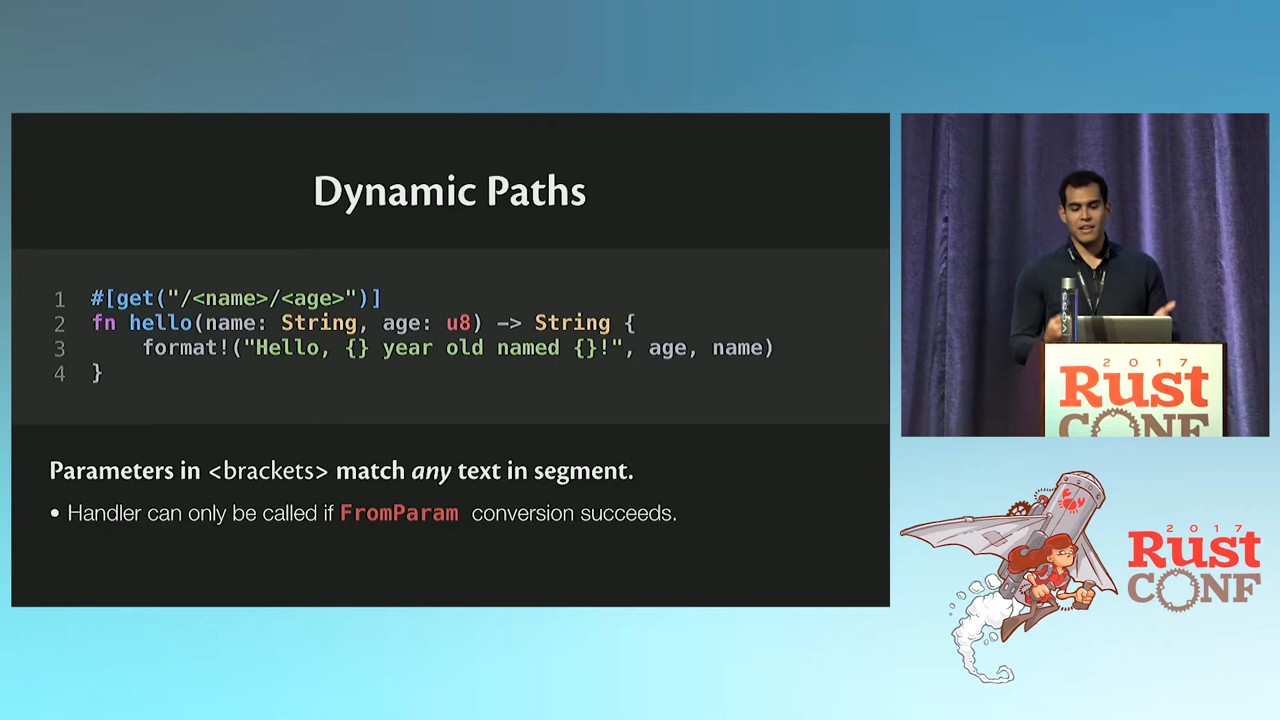 Dynamic Paths
1 #[get("/<name>/<age>")]
2 fn hello(name: String, age: u8) -> String {
3 format!("Hello, {} year old named {}!", age, name)
4 }
Parameters in <brackets> match any text in segment.
• Handler can only be called if FromParam conversion succeeds.
2017
Rust
CONF
2017
Rust
CONF